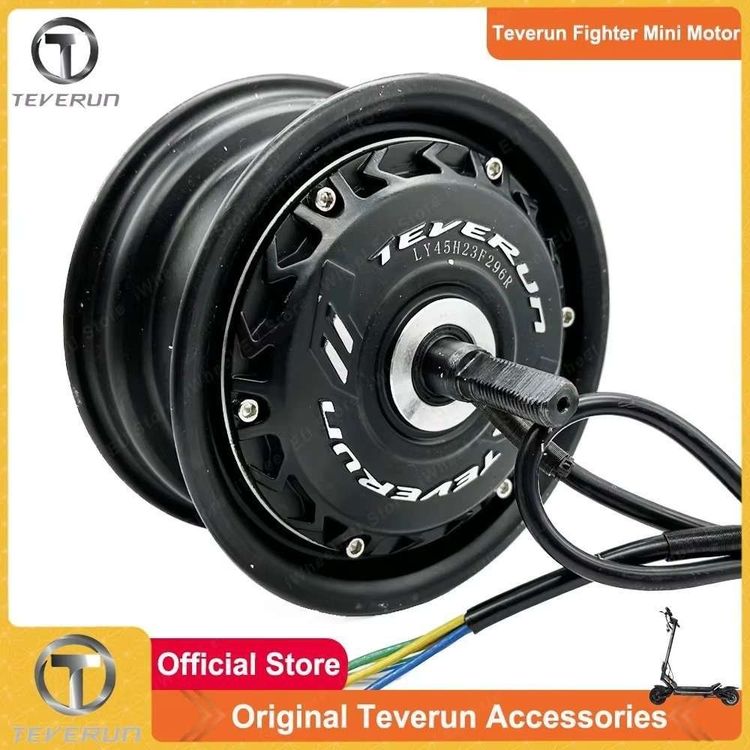 TEVERUN
Teverun Fighter Mini Motor
TEVERUN
LY45H23F296R
TEVERUN
TEVERUN
Official Store
Original Teverun Accessories
TEVERUN